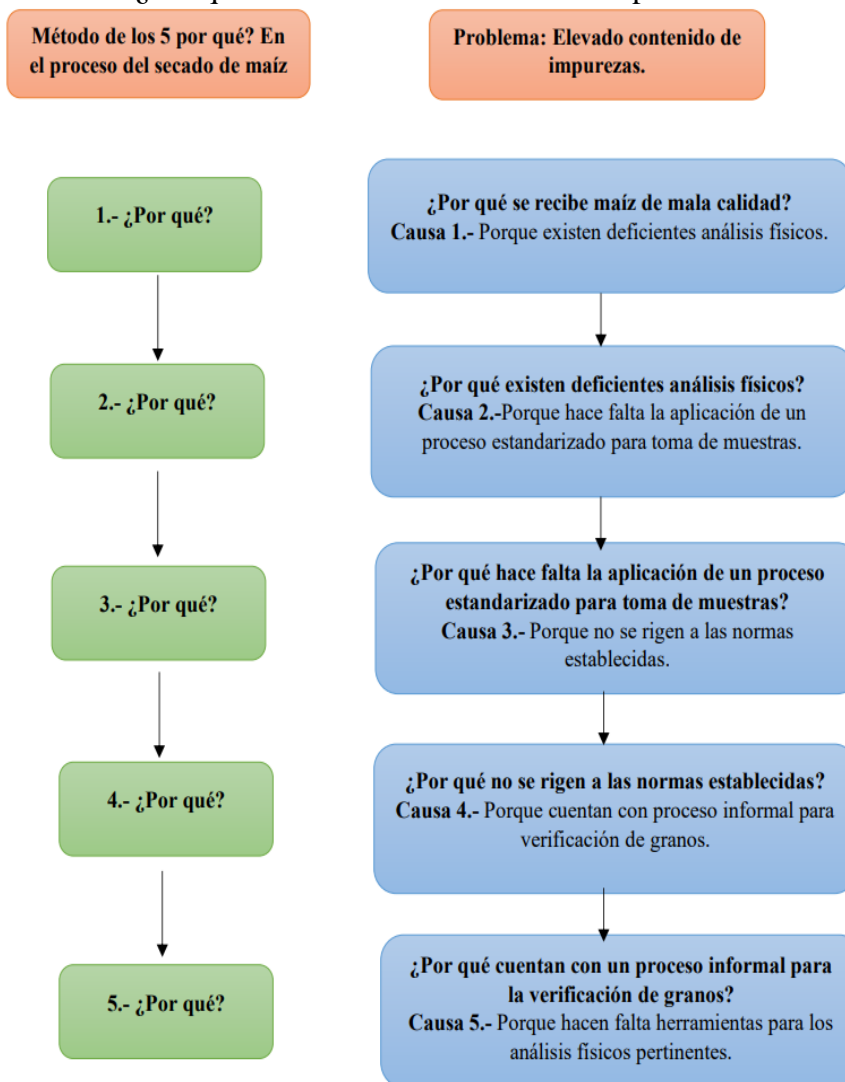 Método de los 5 por qué? En
el proceso del secado de maíz
Problema: Elevado contenido de
impurezas.
1.- ¿Por qué?
¿Por qué se recibe maíz de mala calidad?
Causa 1.- Porque existen deficientes análisis físicos.
2.- ¿Por qué?
¿Por qué existen deficientes análisis físicos?
Causa 2.-Porque hace falta la aplicación de un
proceso estandarizado para toma de muestras.
3.- ¿Por qué?
¿Por qué hace falta la aplicación de un proceso
estandarizado para toma de muestras?
Causa 3.- Porque no se rigen a las normas
establecidas.
4.- ¿Por qué?
¿Por qué no se rigen a las normas establecidas?
Causa 4.- Porque cuentan con proceso informal para
verificación de granos.
5.- ¿Por qué?
¿Por qué cuentan con un proceso informal para
la verificación de granos?
Causa 5.- Porque hacen falta herramientas para los
análisis físicos pertinentes.